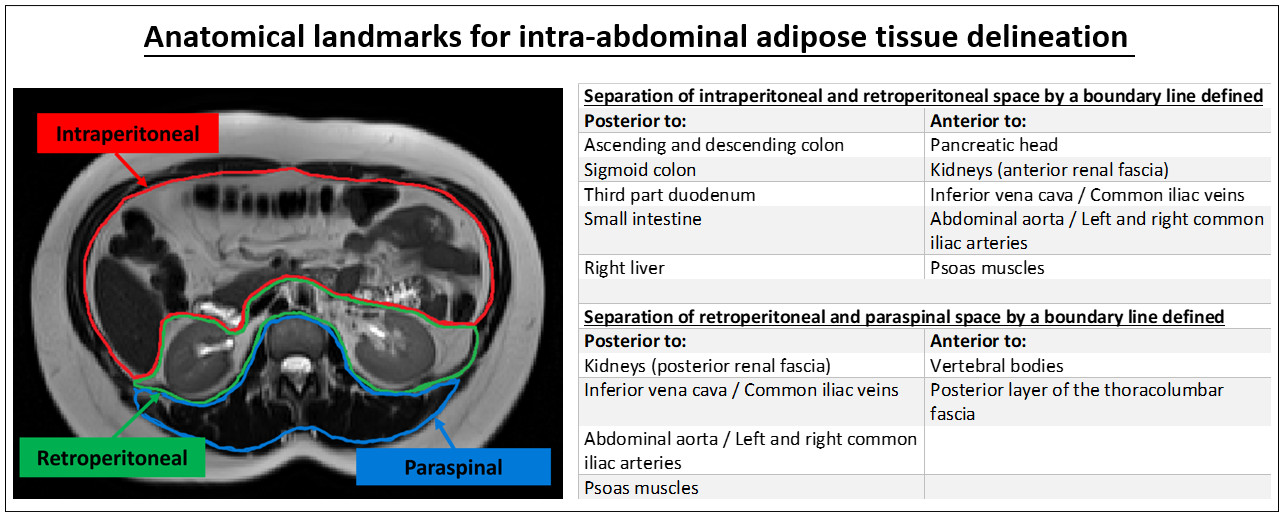 Anatomical landmarks for intra-abdominal adipose tissue delineation
Intraperitoneal
Retroperitoneal
Paraspinal
Separation of intraperitoneal and retroperitoneal space by a boundary line defined
Posterior to: Anterior to:
Ascending and descending colon Pancreatic head
Sigmoid colon Kidneys (anterior renal fascia)
Third part duodenum Inferior vena cava / Common iliac veins
Small intestine Abdominal aorta / Left and right common
iliac arteries
Right liver Psoas muscles
Separation of retroperitoneal and paraspinal space by a boundary line defined
Posterior to: Anterior to:
Kidneys (posterior renal fascia) Vertebral bodies
Inferior vena cava / Common iliac veins Posterior layer of the thoracolumbar
fascia
Abdominal aorta / Left and right common
iliac arteries
Psoas muscles